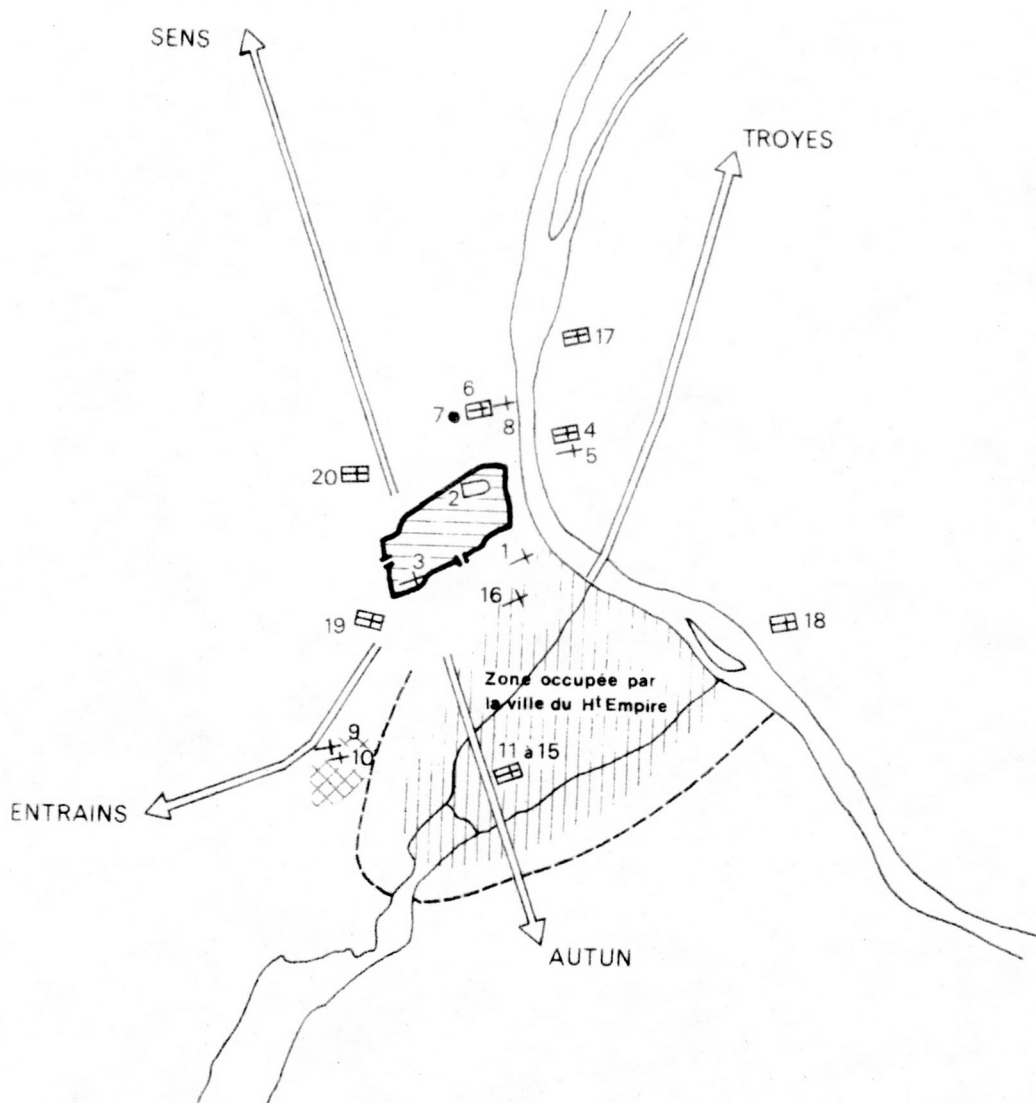 SENS
TROYES
17
6
7
8
4
5
20
2
3
1
16
19
18
Zone occupée par
la ville du Ht Empire
9
10
11 à 15
ENTRAINS
AUTUN